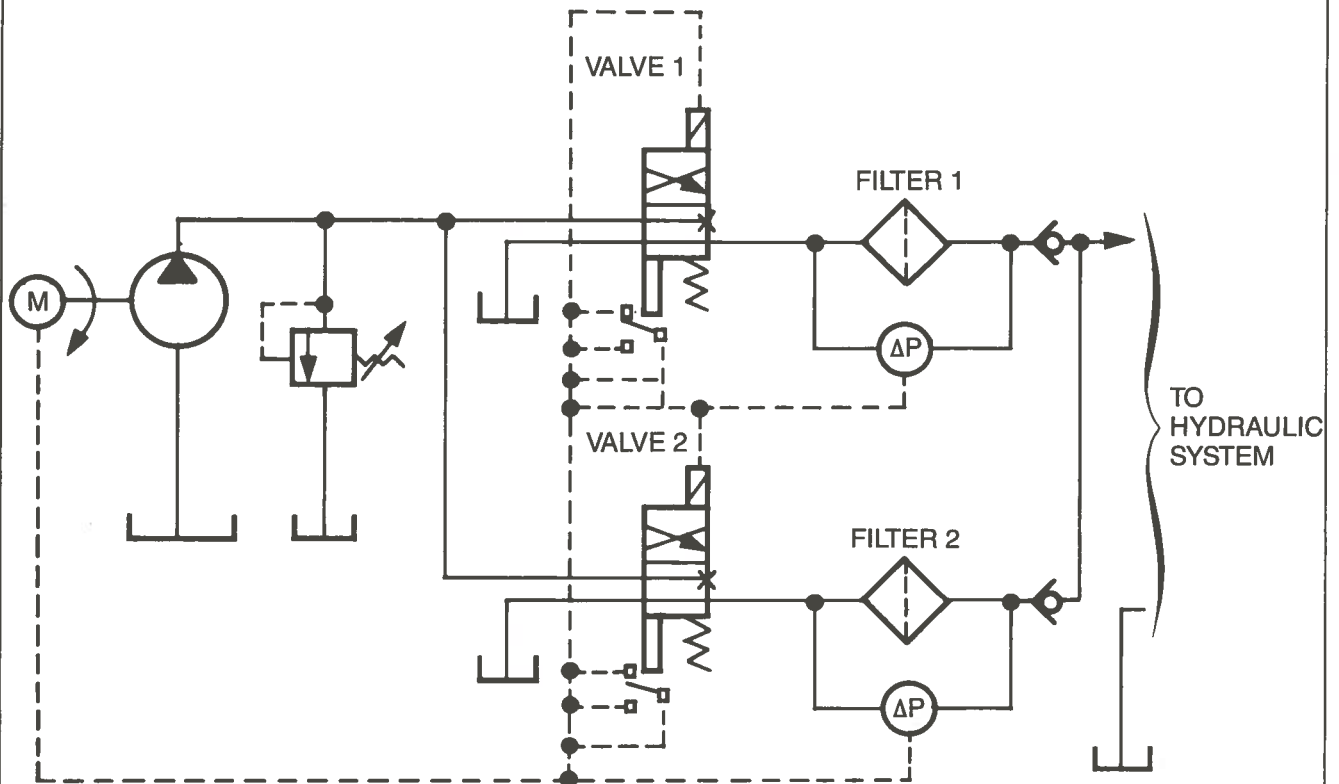 VALVE 1
FILTER 1
M
ΔP
TO
HYDRAULIC
SYSTEM
VALVE 2
FILTER 2
ΔP